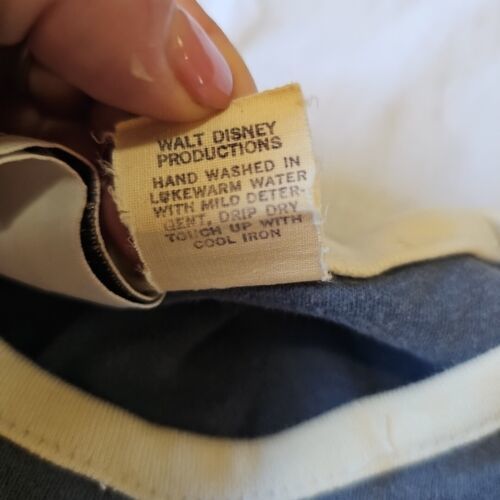 WALT DISNEY
PRODUCTIONS
HAND WASHED IN
LUKEWARM WATER
WITH MILD DETER-
GENT, DRIP DRY
TOUCH UP WITH
COOL IRON